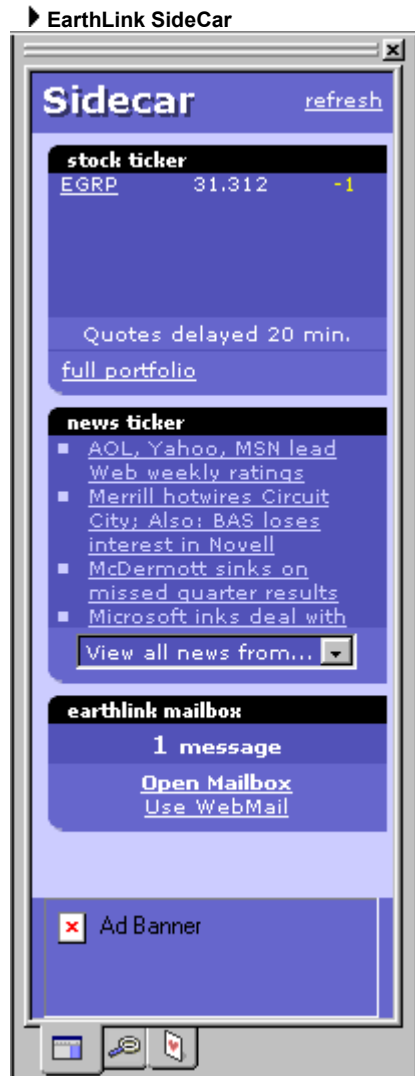 EarthLink SideCar
Sidecar refresh
stock ticker
EGRP 31.312 -1
Quotes delayed 20 min.
full portfolio
news ticker
AOL, Yahoo, MSN lead
Web weekly ratings
Merrill hotwires Circuit
City; Also: BAS loses
interest in Novell
McDermott sinks on
missed quarter results
Microsoft inks deal with
View all news from...
earthlink mailbox
1 message
Open Mailbox
Use WebMail
Ad Banner